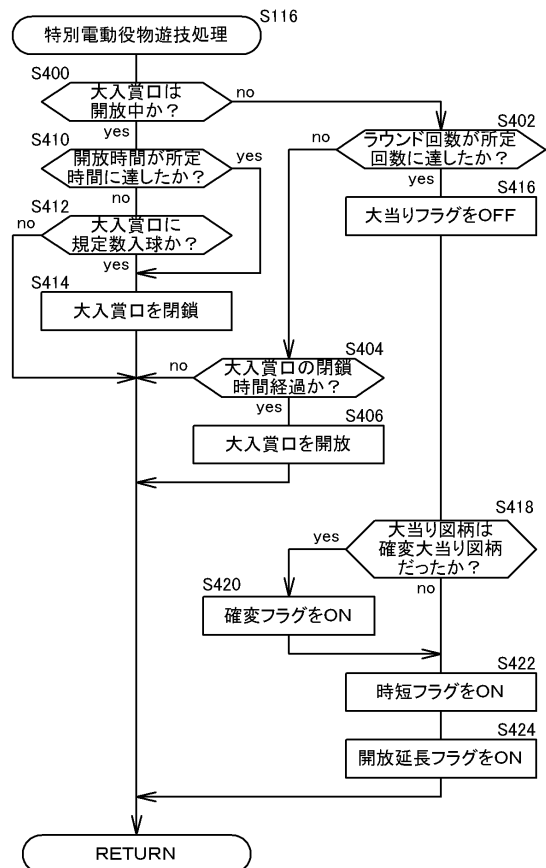 S116
特別電動役物遊技処理
S400
大入賞口は
開放中か？
no
yes
S402
ラウンド回数が所定
回数に達したか？
no
yes
S410
開放時間が所定
時間に達したか？
yes
no
S416
大当りフラグをOFF
S412
大入賞口に
規定数入球か？
no
yes
S414
大入賞口を閉鎖
S404
大入賞口の閉鎖
時間経過か？
no
yes
S406
大入賞口を開放
S418
大当り図柄は
確変大当り図柄
だったか？
yes
no
S420
確変フラグをON
S422
時短フラグをON
S424
開放延長フラグをON
RETURN